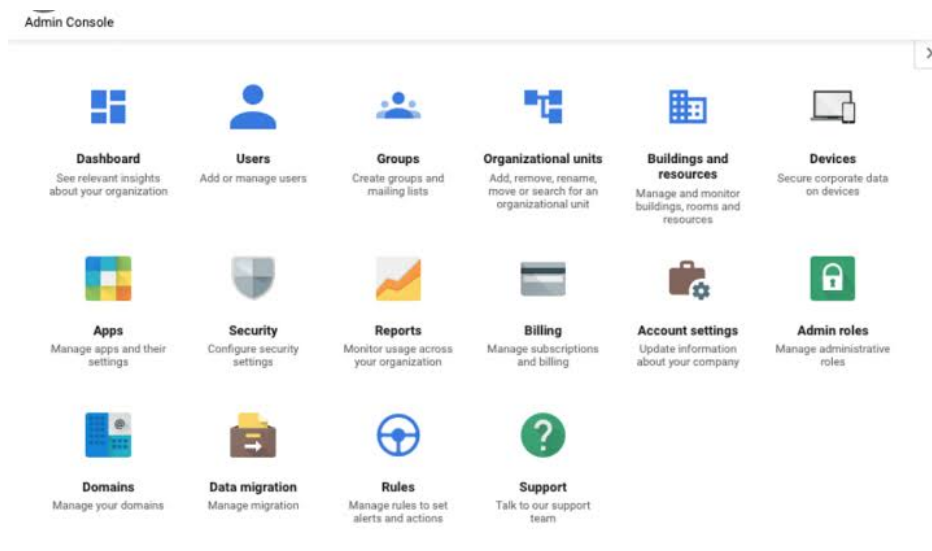 Admin Console
Dashboard
See relevant insights
about your organization
Users
Add or manage users
Groups
Create groups and
mailing lists
Organizational units
Add, remove, rename,
move or search for an
organizational unit
Buildings and
resources
Manage and monitor
buildings, rooms and
resources
Devices
Secure corporate data
on devices
Apps
Manage apps and their
settings
Security
Configure security
settings
Reports
Monitor usage across
your organization
Billing
Manage subscriptions
and billing
Account settings
Update information
about your company
Admin roles
Manage administrative
roles
Domains
Manage your domains
Data migration
Manage migration
Rules
Manage rules to set
alerts and actions
Support
Talk to our support
team